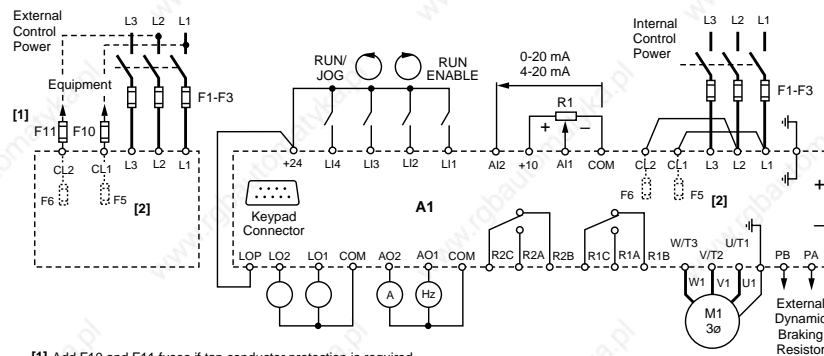 External
Control
Power
L3 L2 L1
Equipment
[1]
F11 F10
F1-F3
CL2 CL1 L3 L2 L1
F6 F5
[2]
RUN/
JOG
RUN
ENABLE
0-20 mA
4-20 mA
R1
+ –
+24 LI4 LI3 LI2 LI1 AI2 +10 AI1 COM
Internal
Control
Power
L3 L2 L1
F1-F3
CL2 CL1 L3 L2 L1
F6 F5
[2]
+
–
Keypad
Connector
A1
LOP LO2 LO1 COM AO2 AO1 COM R2C R2A R2B R1C R1A R1B
A Hz
W/T3 V/T2 U/T1
PB PA
W1 V1 U1
M1
3ø
External
Dynamic
Braking
Resistor
[1] Add F10 and F11 fuses if tap conductor protection is required
www.rgbautomatyka.pl